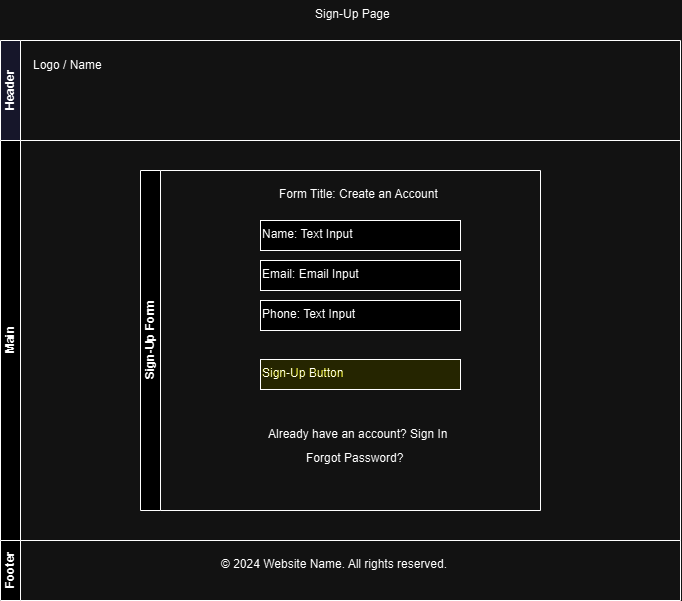 Sign-Up Page
Header
Logo / Name
Main
Sign-Up Form
Form Title: Create an Account
Name: Text Input
Email: Email Input
Phone: Text Input
Sign-Up Button
Already have an account? Sign In
Forgot Password?
Footer
© 2024 Website Name. All rights reserved.